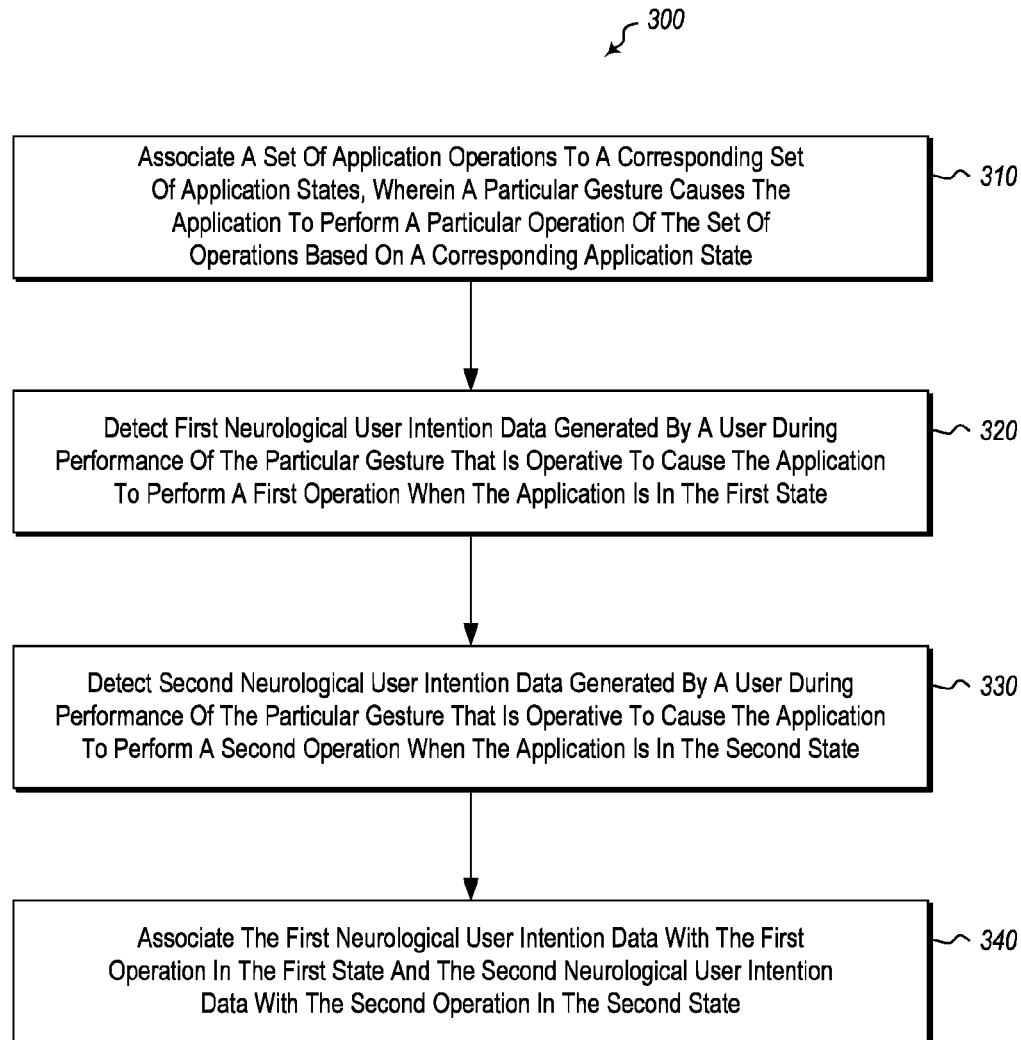 300
Associate A Set Of Application Operations To A Corresponding Set
Of Application States, Wherein A Particular Gesture Causes The
Application To Perform A Particular Operation Of The Set Of
Operations Based On A Corresponding Application State
310
Detect First Neurological User Intention Data Generated By A User During
Performance Of The Particular Gesture That Is Operative To Cause The Application
To Perform A First Operation When The Application Is In The First State
320
Detect Second Neurological User Intention Data Generated By A User During
Performance Of The Particular Gesture That Is Operative To Cause The Application
To Perform A Second Operation When The Application Is In The Second State
330
Associate The First Neurological User Intention Data With The First
Operation In The First State And The Second Neurological User Intention
Data With The Second Operation In The Second State
340